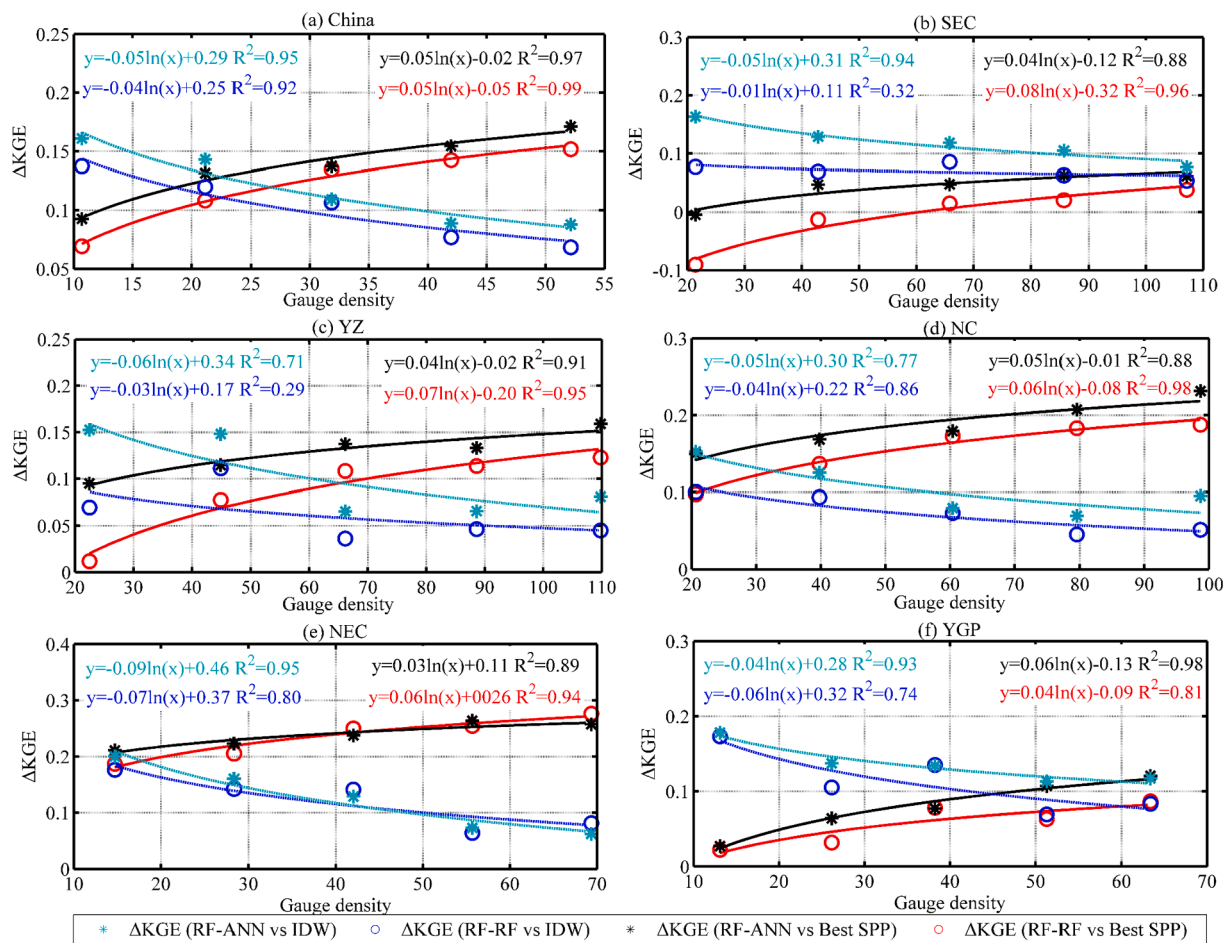 (a) China
y=-0.05ln(x)+0.29 R²=0.95
y=0.05ln(x)-0.02 R²=0.97
y=-0.04ln(x)+0.25 R²=0.92
y=0.05ln(x)-0.05 R²=0.99
0.25
0.2
0.15
0.1
0.05
ΔKGE
10 15 20 25 30 35 40 45 50 55
Gauge density
(b) SEC
y=-0.05ln(x)+0.31 R²=0.94
y=0.04ln(x)-0.12 R²=0.88
y=-0.01ln(x)+0.11 R²=0.32
y=0.08ln(x)-0.32 R²=0.96
0.3
0.2
0.1
0
-0.1
ΔKGE
20 30 40 50 60 70 80 90 100 110
Gauge density
(c) YZ
y=-0.06ln(x)+0.34 R²=0.71
y=0.04ln(x)-0.02 R²=0.91
y=-0.03ln(x)+0.17 R²=0.29
y=0.07ln(x)-0.20 R²=0.95
0.25
0.2
0.15
0.1
0.05
0
ΔKGE
20 30 40 50 60 70 80 90 100 110
Gauge density
(d) NC
y=-0.05ln(x)+0.30 R²=0.77
y=0.05ln(x)-0.01 R²=0.88
y=-0.04ln(x)+0.22 R²=0.86
y=0.06ln(x)-0.08 R²=0.98
0.3
0.2
0.1
0
ΔKGE
20 30 40 50 60 70 80 90 100
Gauge density
(e) NEC
y=-0.09ln(x)+0.46 R²=0.95
y=0.03ln(x)+0.11 R²=0.89
y=-0.07ln(x)+0.37 R²=0.80
y=0.06ln(x)+0026 R²=0.94
0.4
0.3
0.2
0.1
0
ΔKGE
10 20 30 40 50 60 70
Gauge density
(f) YGP
y=-0.04ln(x)+0.28 R²=0.93
y=0.06ln(x)-0.13 R²=0.98
y=-0.06ln(x)+0.32 R²=0.74
y=0.04ln(x)-0.09 R²=0.81
0.3
0.2
0.1
0
ΔKGE
10 20 30 40 50 60 70
Gauge density
ΔKGE (RF-ANN vs IDW) ΔKGE (RF-RF vs IDW) ΔKGE (RF-ANN vs Best SPP) ΔKGE (RF-RF vs Best SPP)